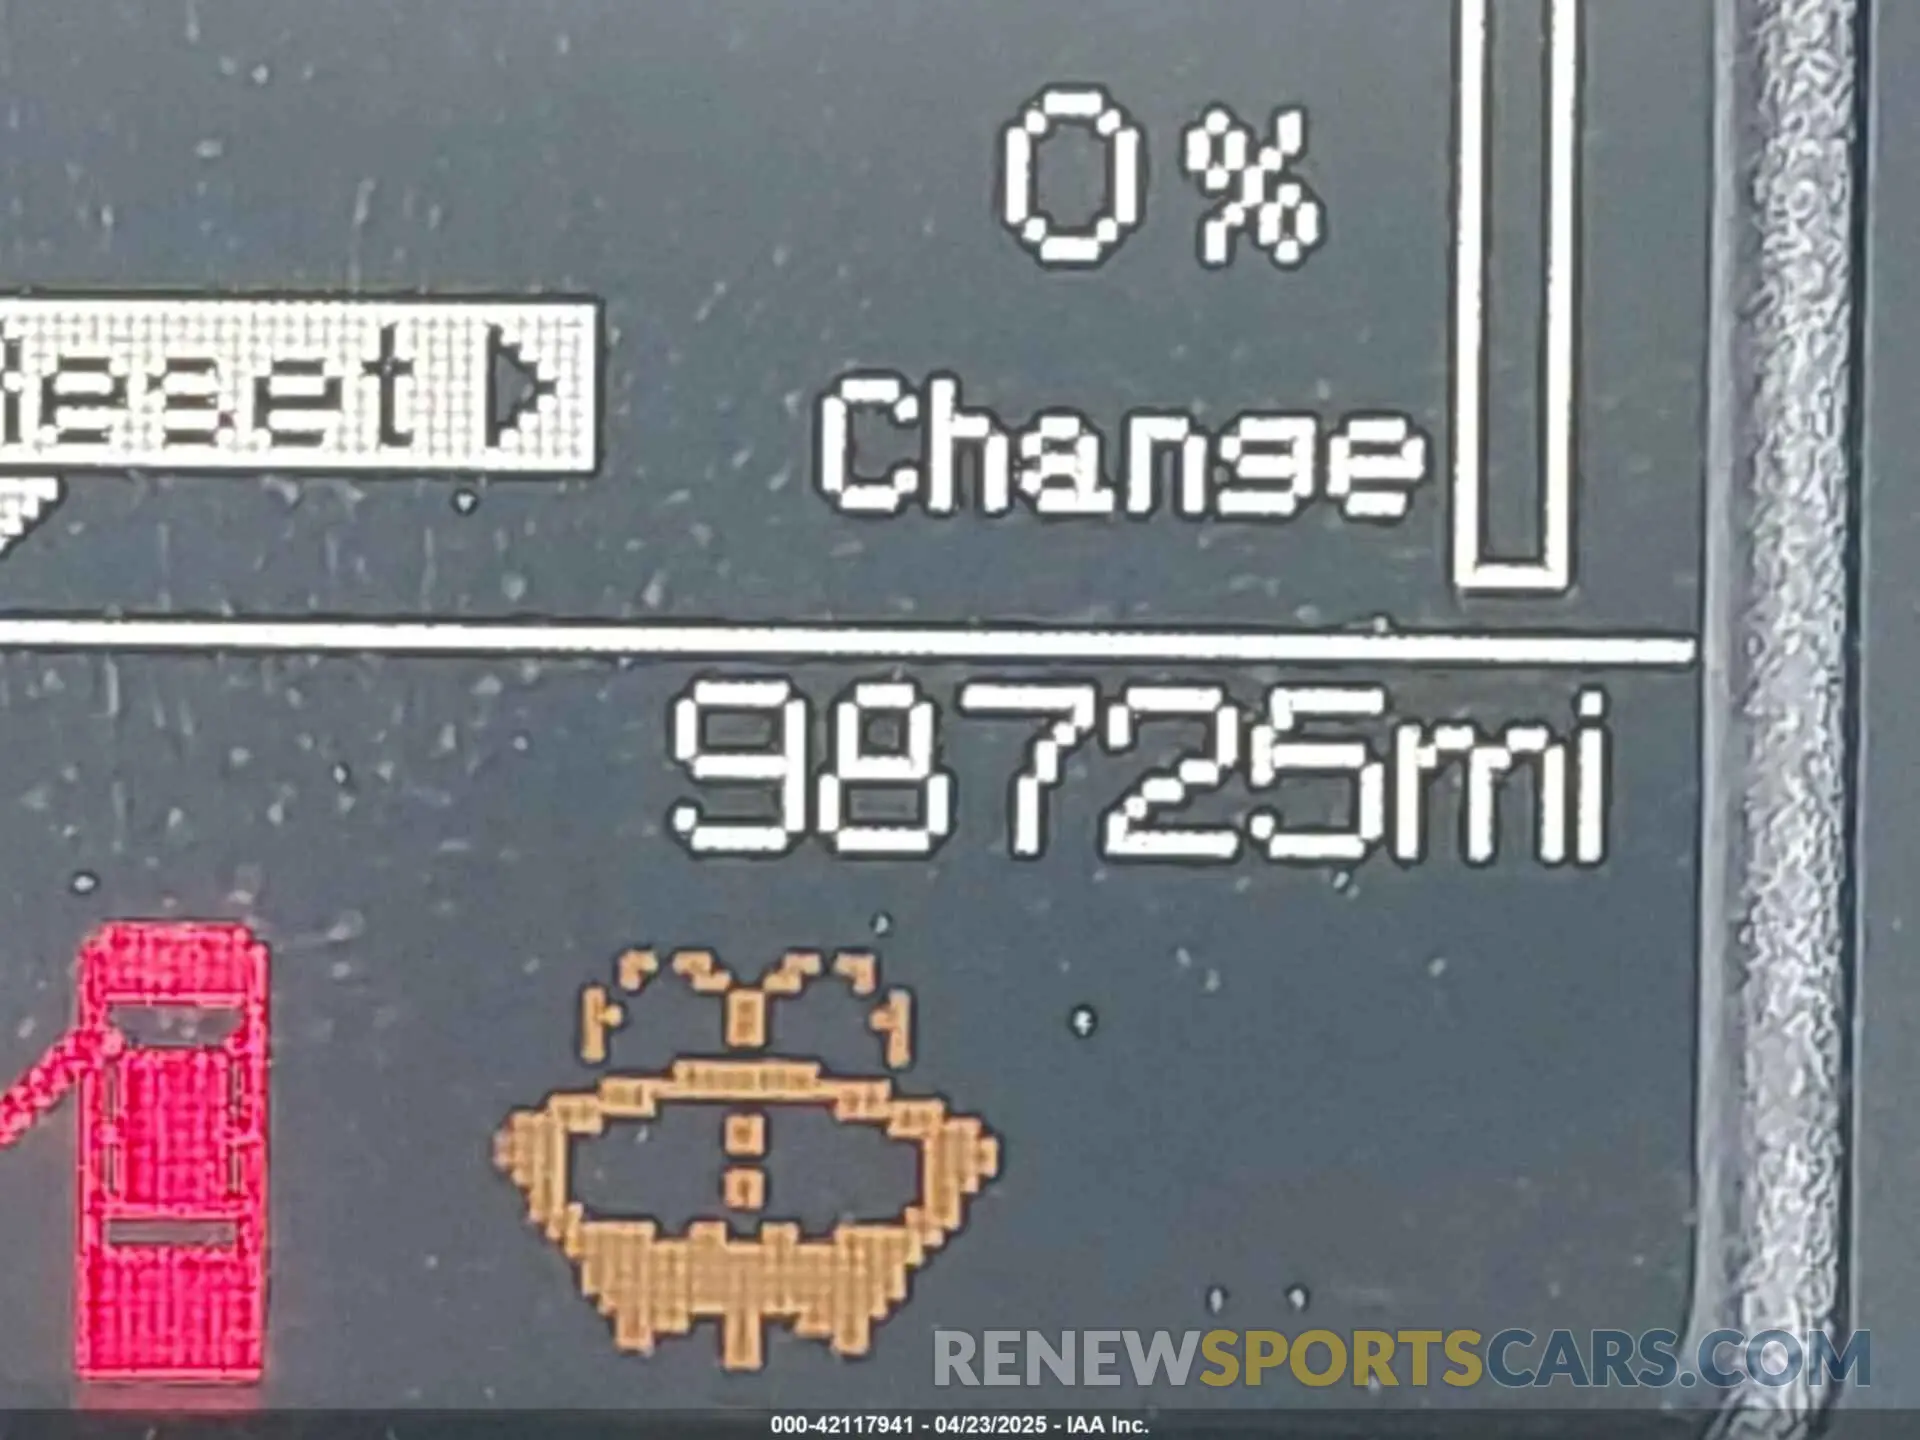 0 %
Reset
Change
98725mi
RENEWSPORTSCARS.COM
000-42117941 - 04/23/2025 - IAA Inc.